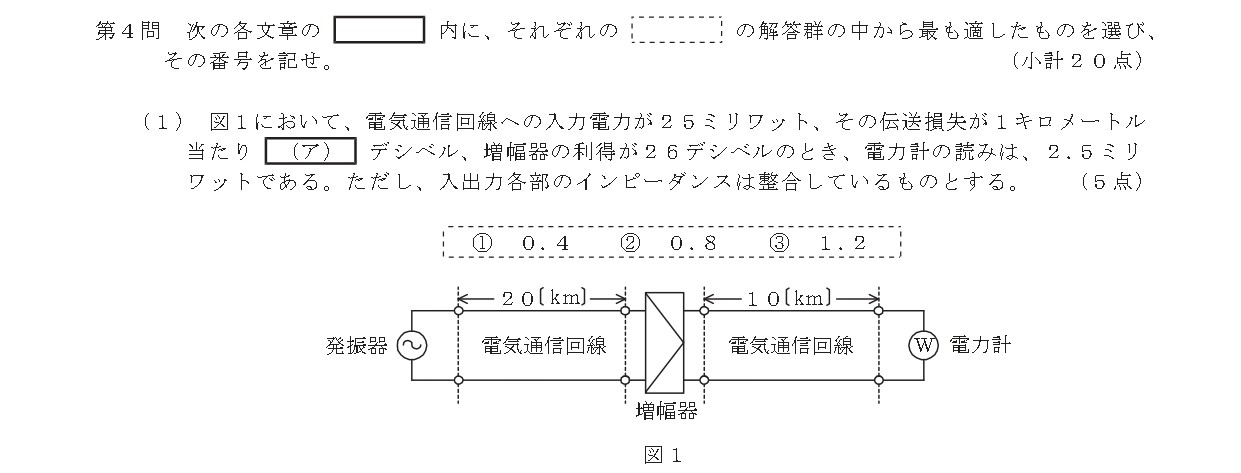 第４問　次の各文章の　　　　内に、それぞれの　　　　の解答群の中から最も適したものを選び、
その番号を記せ。　（小計２０点）
（１）　図１において、電気通信回線への入力電力が２５ミリワット、その伝送損失が１キロメートル
当たり　（ア）　デシベル、増幅器の利得が２６デシベルのとき、電力計の読みは、２.５ミリ
ワットである。ただし、入出力各部のインピーダンスは整合しているものとする。　（５点）
①　０.４　　②　０.８　　③　１.２
２０〔km〕　１０〔km〕
発振器　電気通信回線　電気通信回線　W　電力計
増幅器
図１